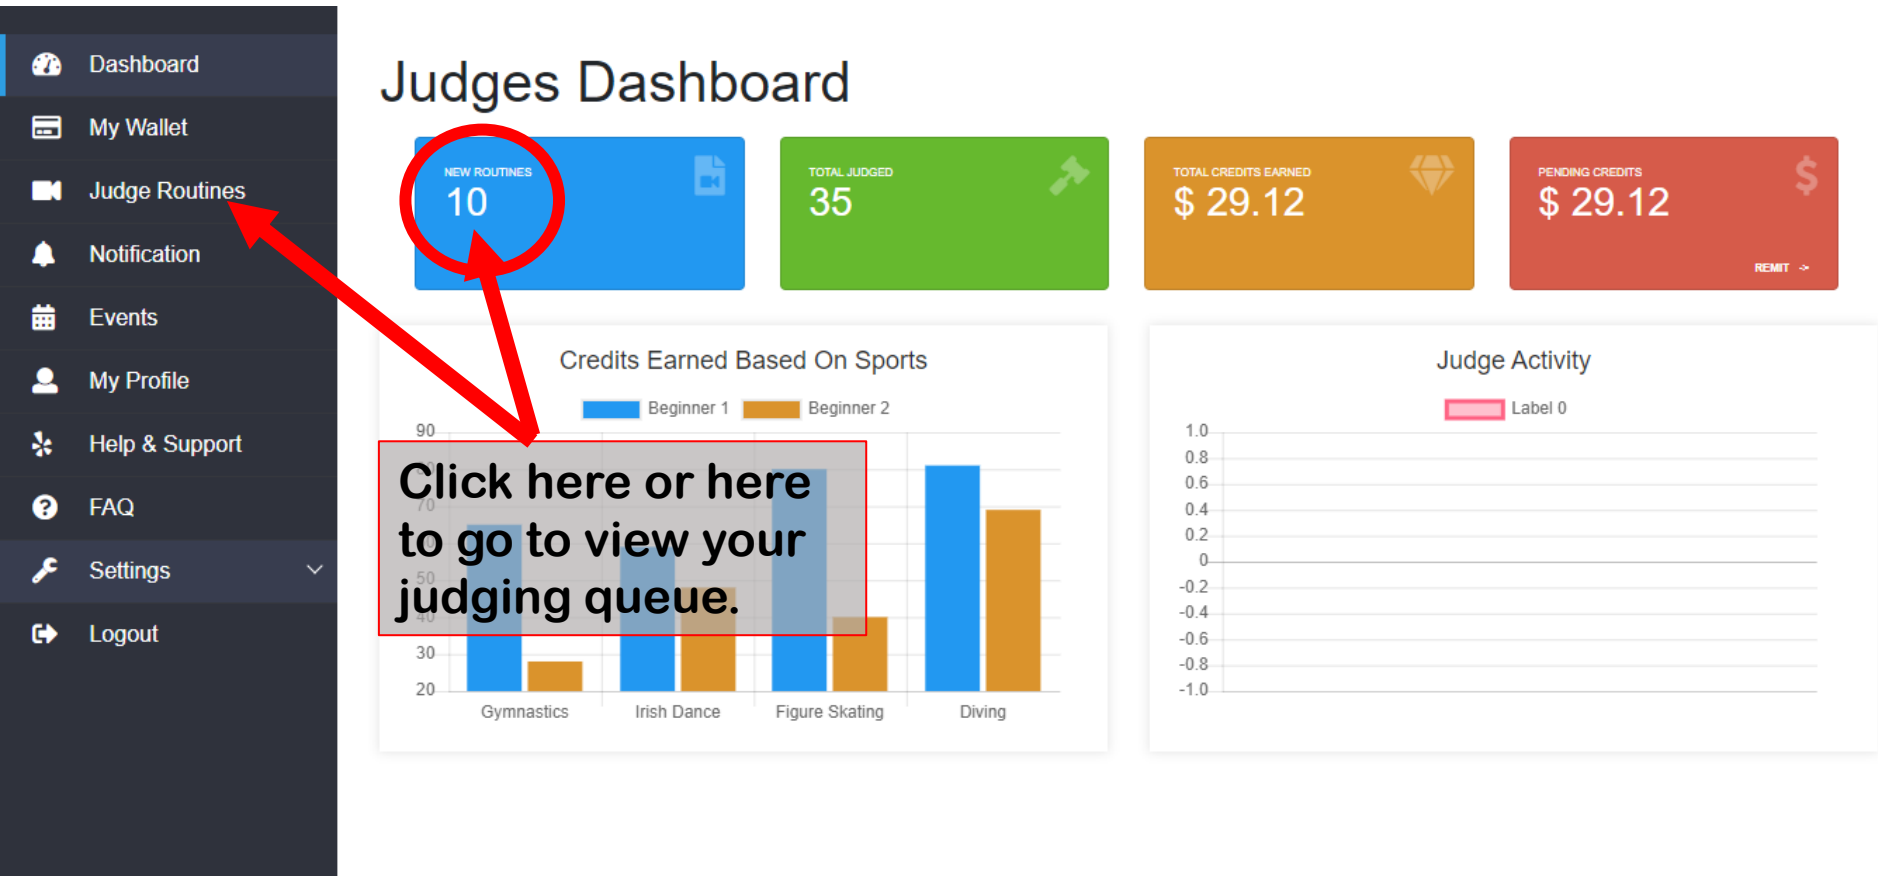 Dashboard
My Wallet
Judge Routines
Notification
Events
My Profile
Help & Support
FAQ
Settings
Logout
Judges Dashboard
NEW ROUTINES
10
TOTAL JUDGED
35
TOTAL CREDITS EARNED
$ 29.12
PENDING CREDITS
$ 29.12
REMIT
Credits Earned Based On Sports
Beginner 1 Beginner 2
90
70
50
40
30
20
Gymnastics Irish Dance Figure Skating Diving
Click here or here
to go to view your
judging queue.
Judge Activity
Label 0
1.0
0.8
0.6
0.4
0.2
0
-0.2
-0.4
-0.6
-0.8
-1.0